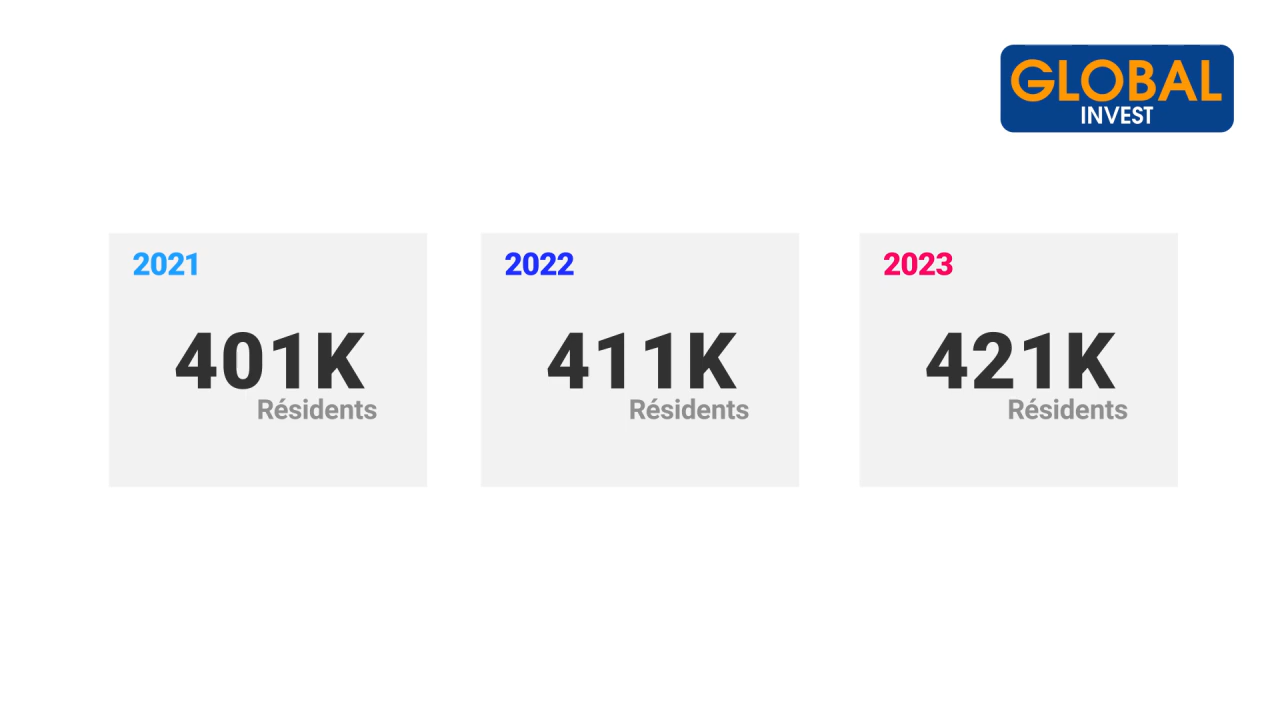 GLOBAL
INVEST
2021
401K
Résidents
2022
411K
Résidents
2023
421K
Résidents